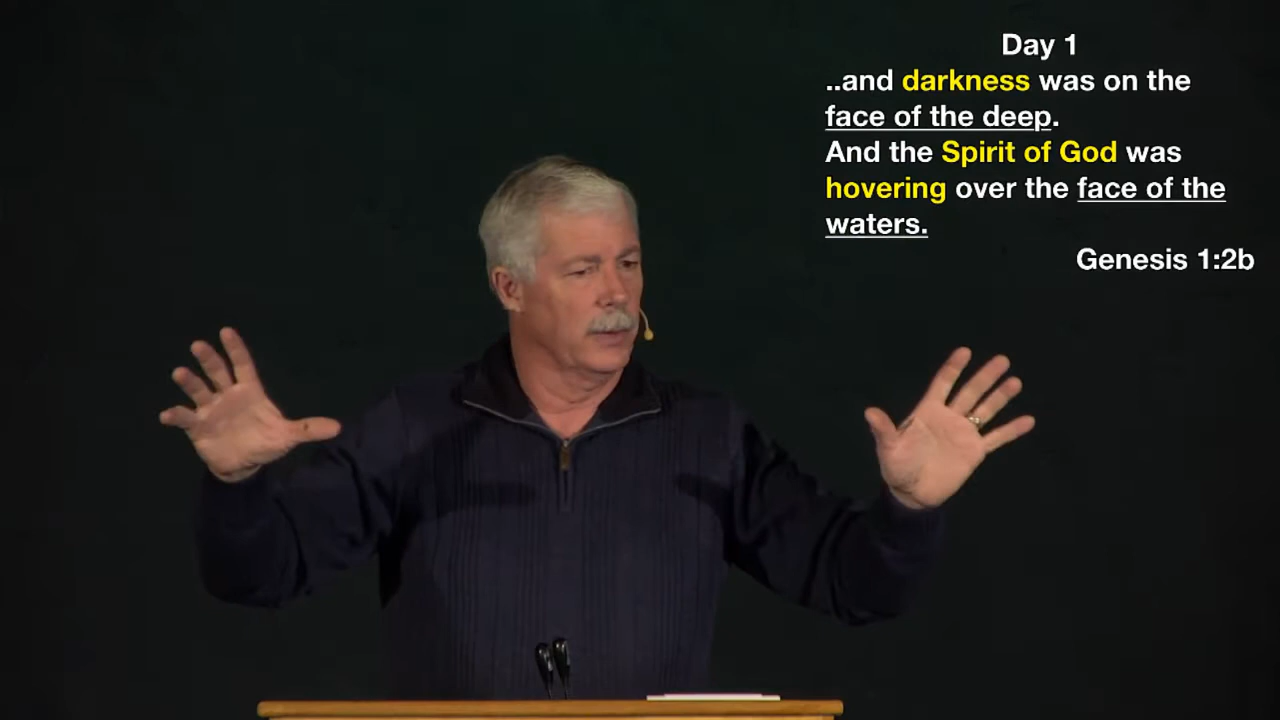 Day 1
..and darkness was on the
face of the deep.
And the Spirit of God was
hovering over the face of the
waters.
Genesis 1:2b